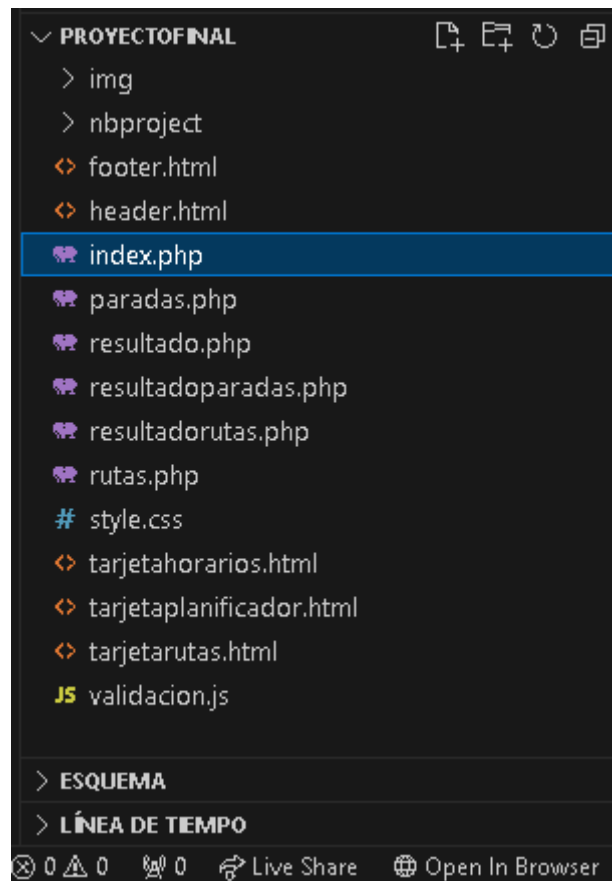 PROYECTOFINAL
img
nbproject
footer.html
header.html
index.php
paradas.php
resultado.php
resultadoparadas.php
resultadorutas.php
rutas.php
# style.css
tarjetahorarios.html
tarjetaplanificador.html
tarjetarutas.html
JS validacion.js
ESQUEMA
LÍNEA DE TIEMPO
0 0 0 Live Share Open In Browser